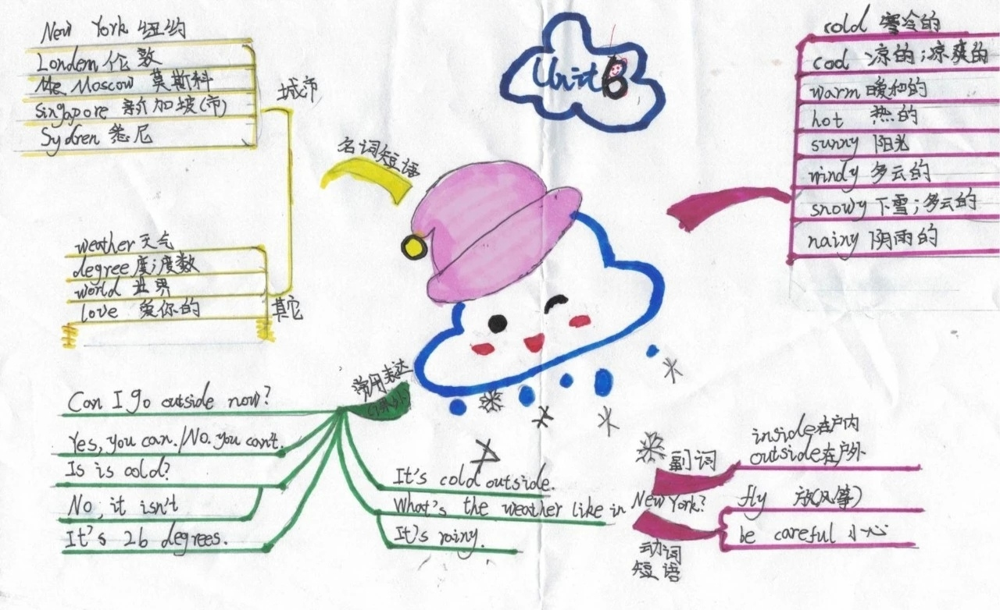 Unit 6
名词短语
New York 纽约
Londem 伦敦
Moscow 莫斯科
Singapore 新加坡(市)
Sydren 悉尼
城市
weather 天气
degree 度;度数
world 世界
love 爱你的
其它
cold 寒冷的
cool 凉的;凉爽的
warm 暖和的
hot 热的
sunny 阳光
windy 多云的
snowy 下雪;多云的
rainy 阴雨的
常用表达
Can I go outside now?
Yes, you can./No. you can't.
Is is cold?
No, it isn't
It's 26 degrees.
It's cold outside.
What's the weather like in New York?
It's rainy.
副词
inside 在户内
outside 在户外
动词
短语
fly 放(风筝)
be careful 小心